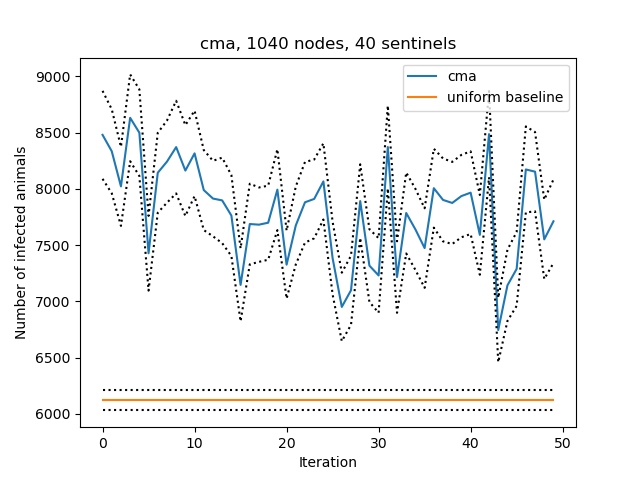 cma, 1040 nodes, 40 sentinels
cma
uniform baseline
Number of infected animals
9000
8500
8000
7500
7000
6500
6000
0 10 20 30 40 50
Iteration